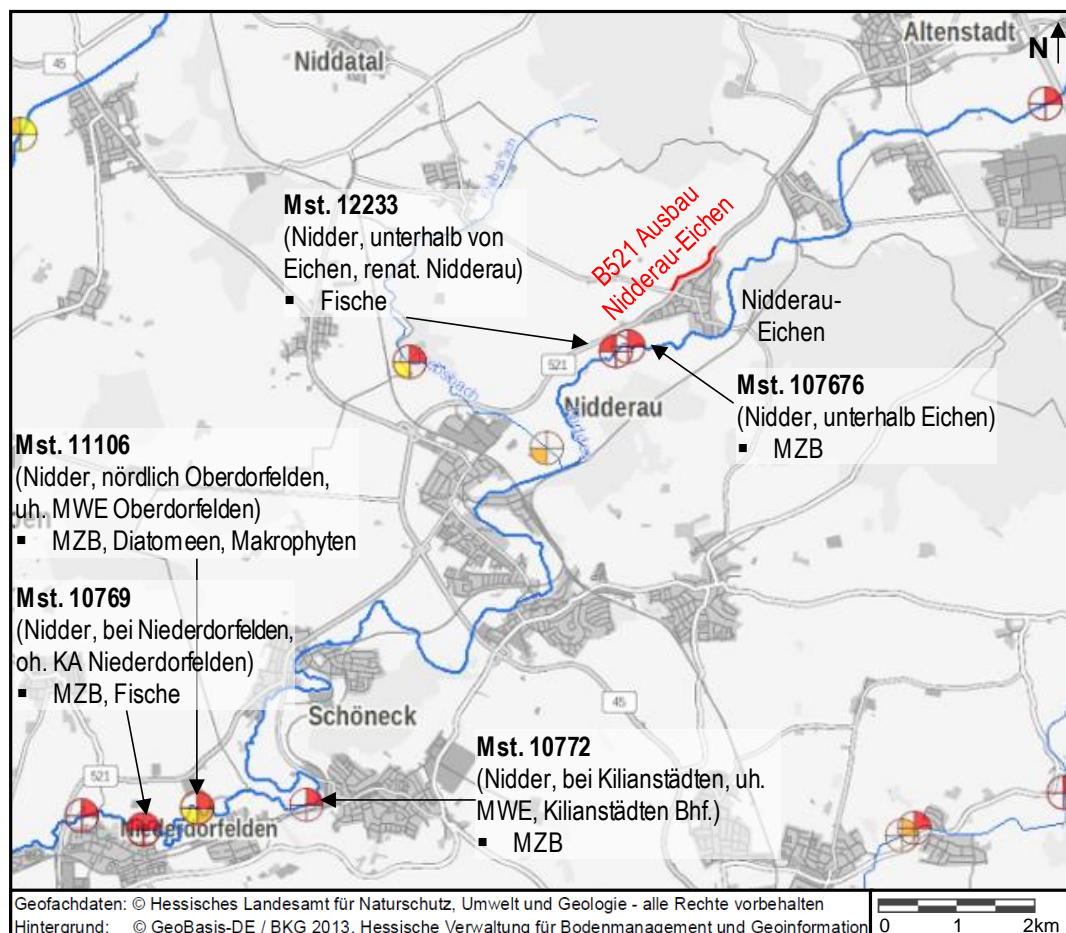 Altenstadt
N
45
Niddatal
Mst. 12233
(Nidder, unterhalb von
Eichen, renat. Nidderau)
▪ Fische
B521 Ausbau
Nidderau-Eichen
Nidderau-
Eichen
521
Nidderau
Mst. 107676
(Nidder, unterhalb Eichen)
▪ MZB
Mst. 11106
(Nidder, nördlich Oberdorfelden,
uh. MWE Oberdorfelden)
▪ MZB, Diatomeen, Makrophyten
Mst. 10769
(Nidder, bei Niederdorfelden,
oh. KA Niederdorfelden)
▪ MZB, Fische
Schöneck
45
Mst. 10772
(Nidder, bei Kilianstädten, uh.
MWE, Kilianstädten Bhf.)
▪ MZB
521
Niederdorfelden
Geofachdaten: © Hessisches Landesamt für Naturschutz, Umwelt und Geologie - alle Rechte vorbehalten
Hintergrund: © GeoBasis-DE / BKG 2013, Hessische Verwaltung für Bodenmanagement und Geoinformation
0 1 2km